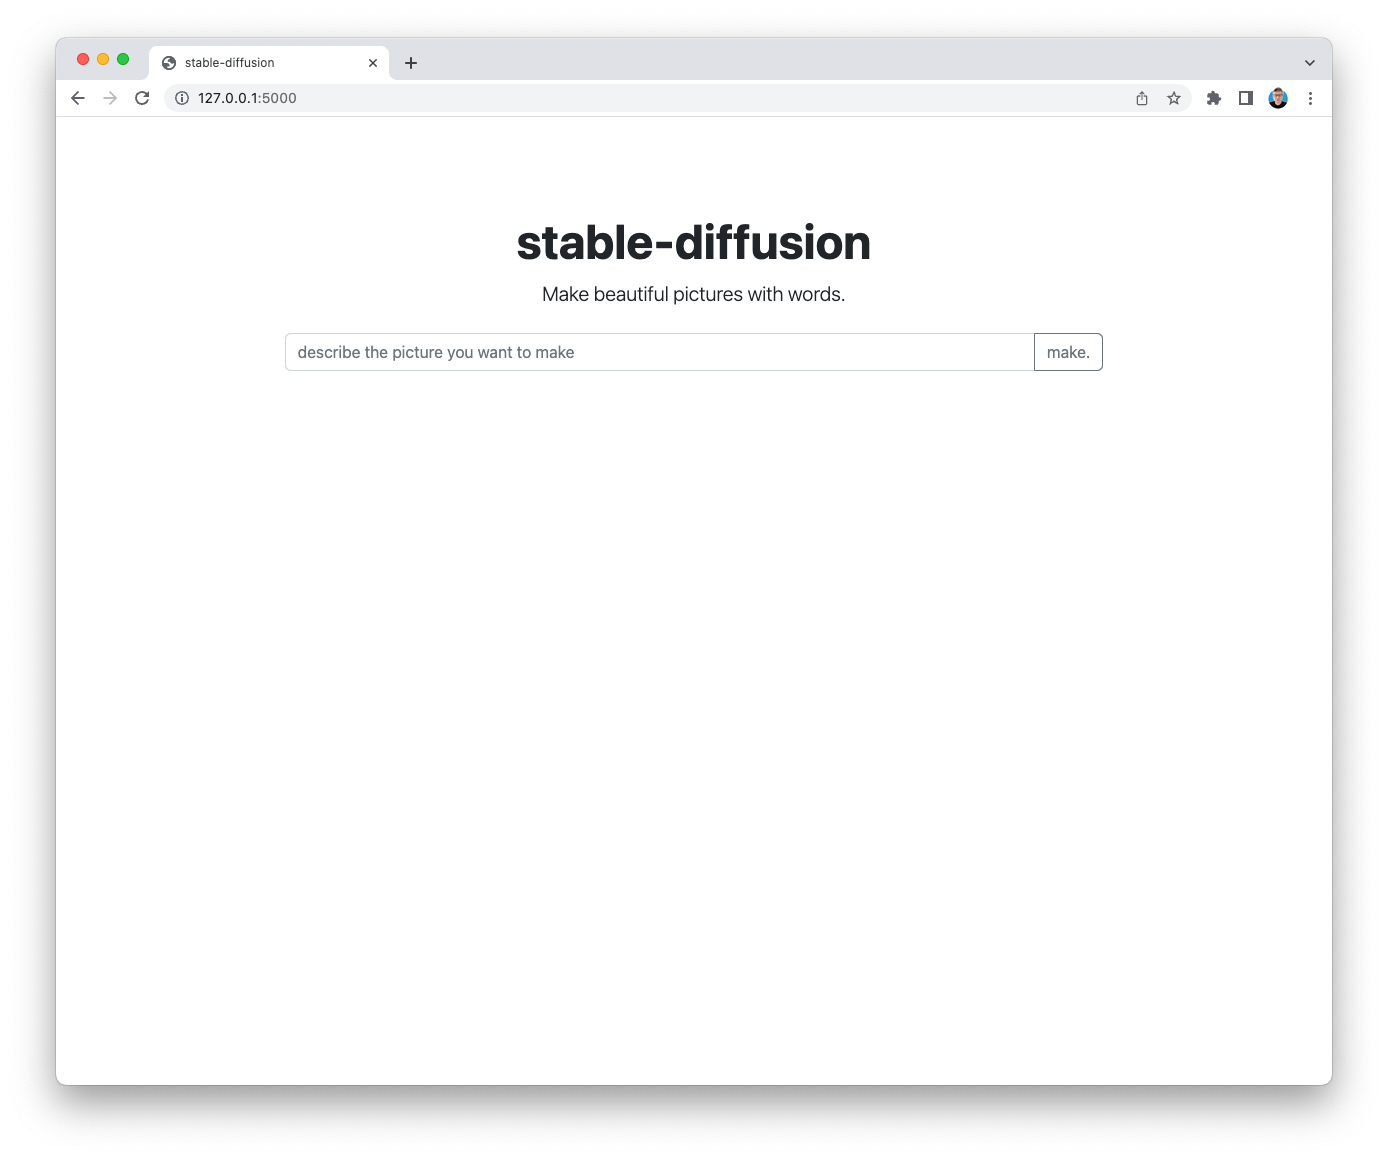 stable-diffusion
127.0.0.1:5000
stable-diffusion
Make beautiful pictures with words.
describe the picture you want to make
make.